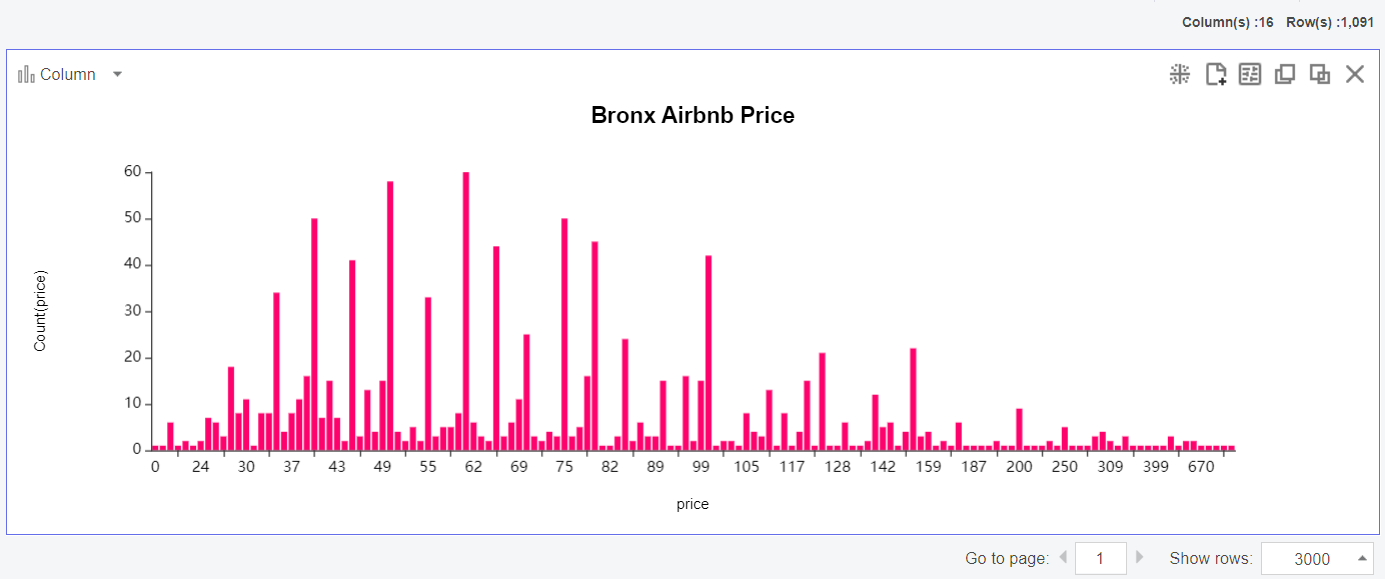 Column(s) :16 Row(s) :1,091
Column
Bronx Airbnb Price
60
50
40
30
20
10
0
Count(price)
0 24 30 37 43 49 55 62 69 75 82 89 99 105 117 128 142 159 187 200 250 309 399 670
price
Go to page: 1 Show rows: 3000